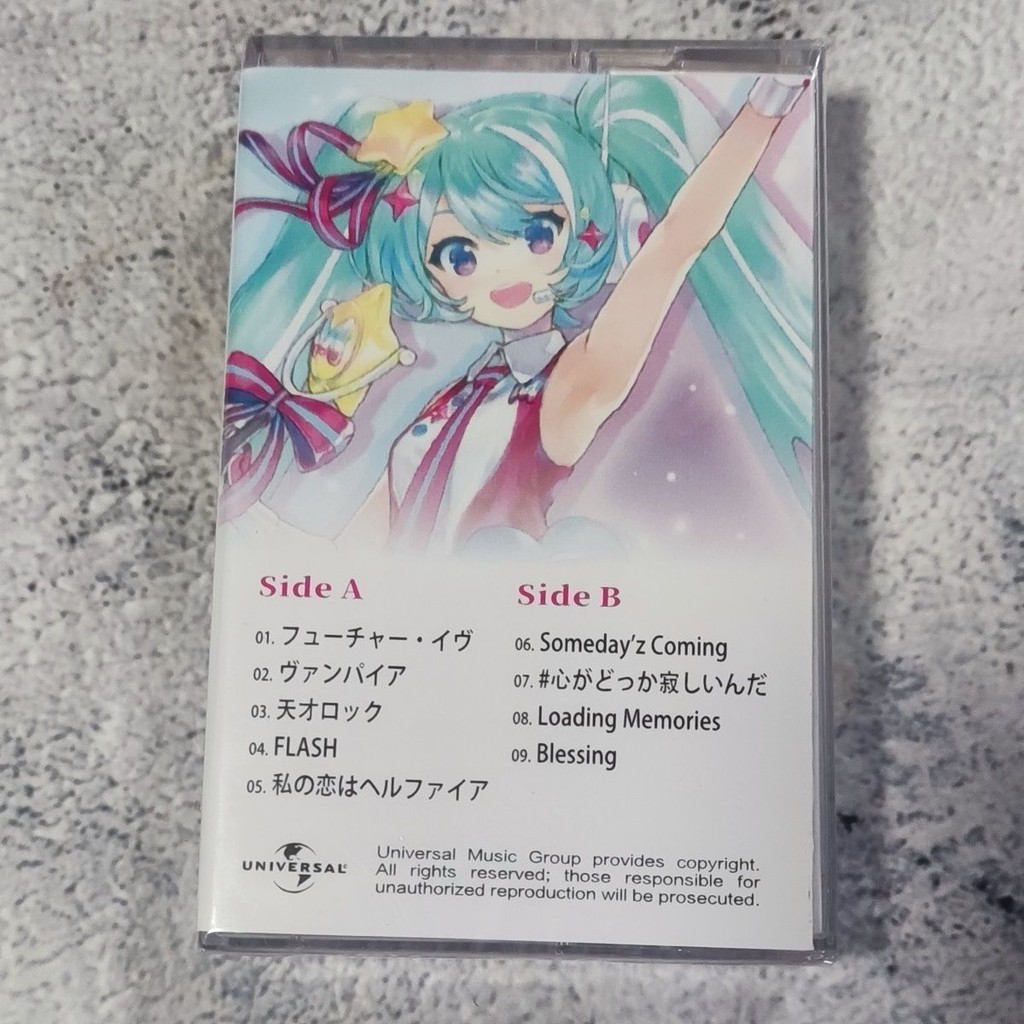 Side A
01. フューチャー・イヴ
02. ヴァンパイア
03. 天才ロック
04. FLASH
05. 私の恋はヘルファイア
Side B
06. Someday'z Coming
07. #心がどっか寂しいんだ
08. Loading Memories
09. Blessing
UNIVERSAL
Universal Music Group provides copyright.
All rights reserved; those responsible for
unauthorized reproduction will be prosecuted.